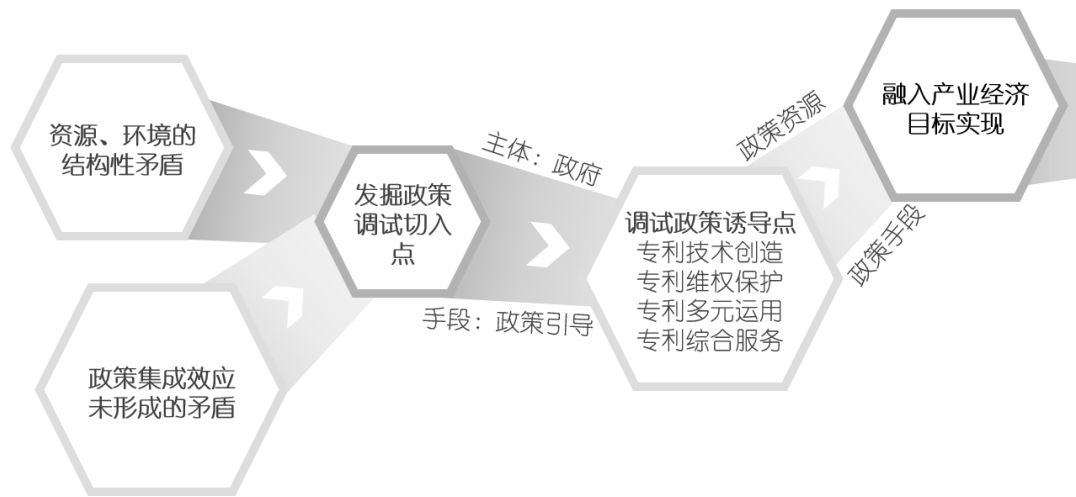 资源、环境的
结构性矛盾
政策集成效应
未形成的矛盾
发掘政策
调试切入
点
主体：政府
手段：政策引导
调试政策诱导点
专利技术创造
专利维权保护
专利多元运用
专利综合服务
政策资源
政策手段
融入产业经济
目标实现